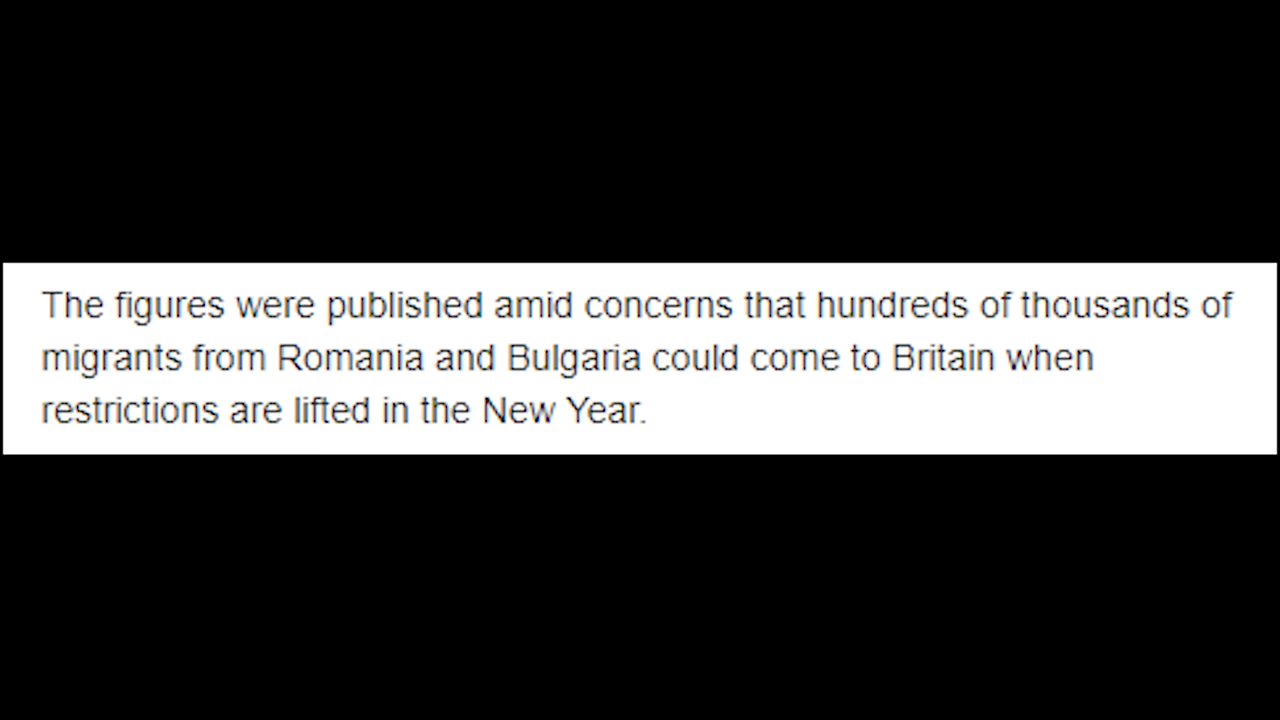 The figures were published amid concerns that hundreds of thousands of
migrants from Romania and Bulgaria could come to Britain when
restrictions are lifted in the New Year.